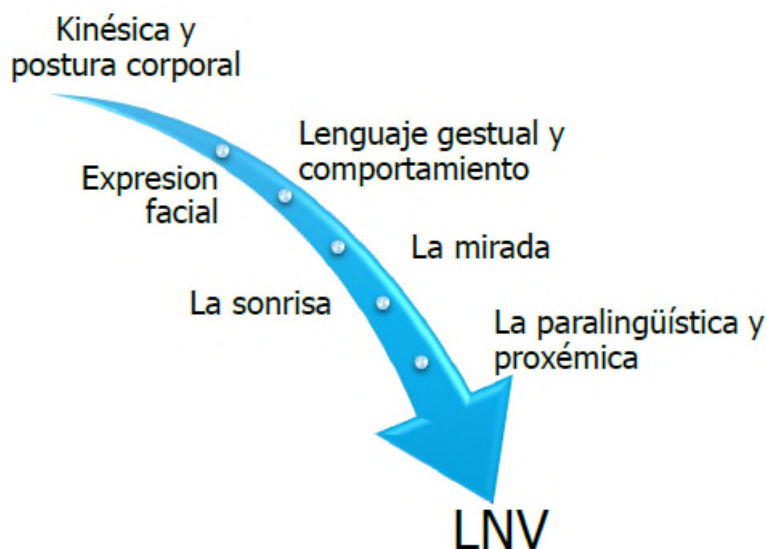 Kinésica y
postura corporal
Lenguaje gestual y
comportamiento
Expresion
facial
La mirada
La sonrisa
La paralingüística y
proxémica
LNV